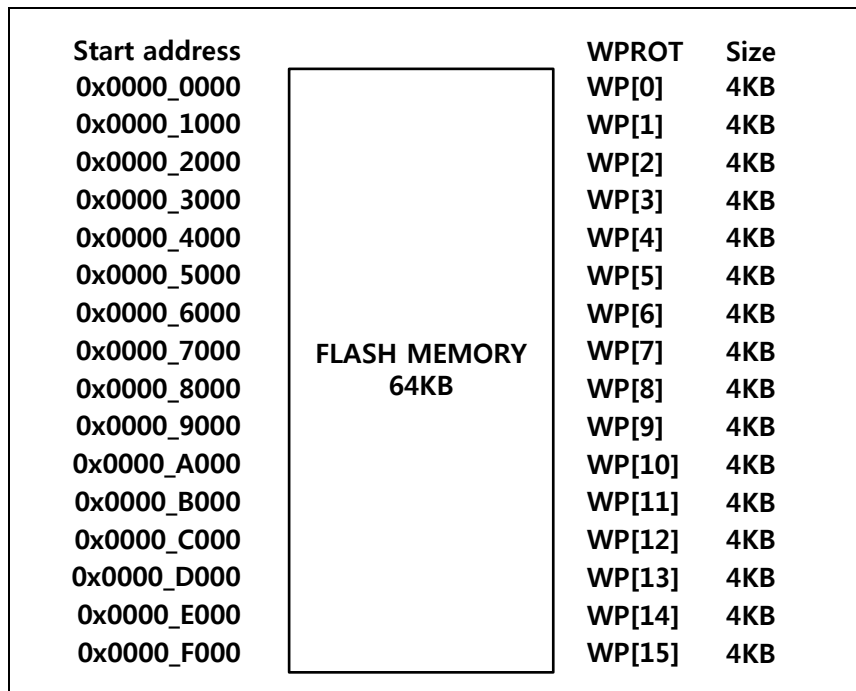 Start address WPROT Size
0x0000_0000 WP[0] 4KB
0x0000_1000 WP[1] 4KB
0x0000_2000 WP[2] 4KB
0x0000_3000 WP[3] 4KB
0x0000_4000 WP[4] 4KB
0x0000_5000 WP[5] 4KB
0x0000_6000 WP[6] 4KB
0x0000_7000 FLASH MEMORY WP[7] 4KB
0x0000_8000 64KB WP[8] 4KB
0x0000_9000 WP[9] 4KB
0x0000_A000 WP[10] 4KB
0x0000_B000 WP[11] 4KB
0x0000_C000 WP[12] 4KB
0x0000_D000 WP[13] 4KB
0x0000_E000 WP[14] 4KB
0x0000_F000 WP[15] 4KB